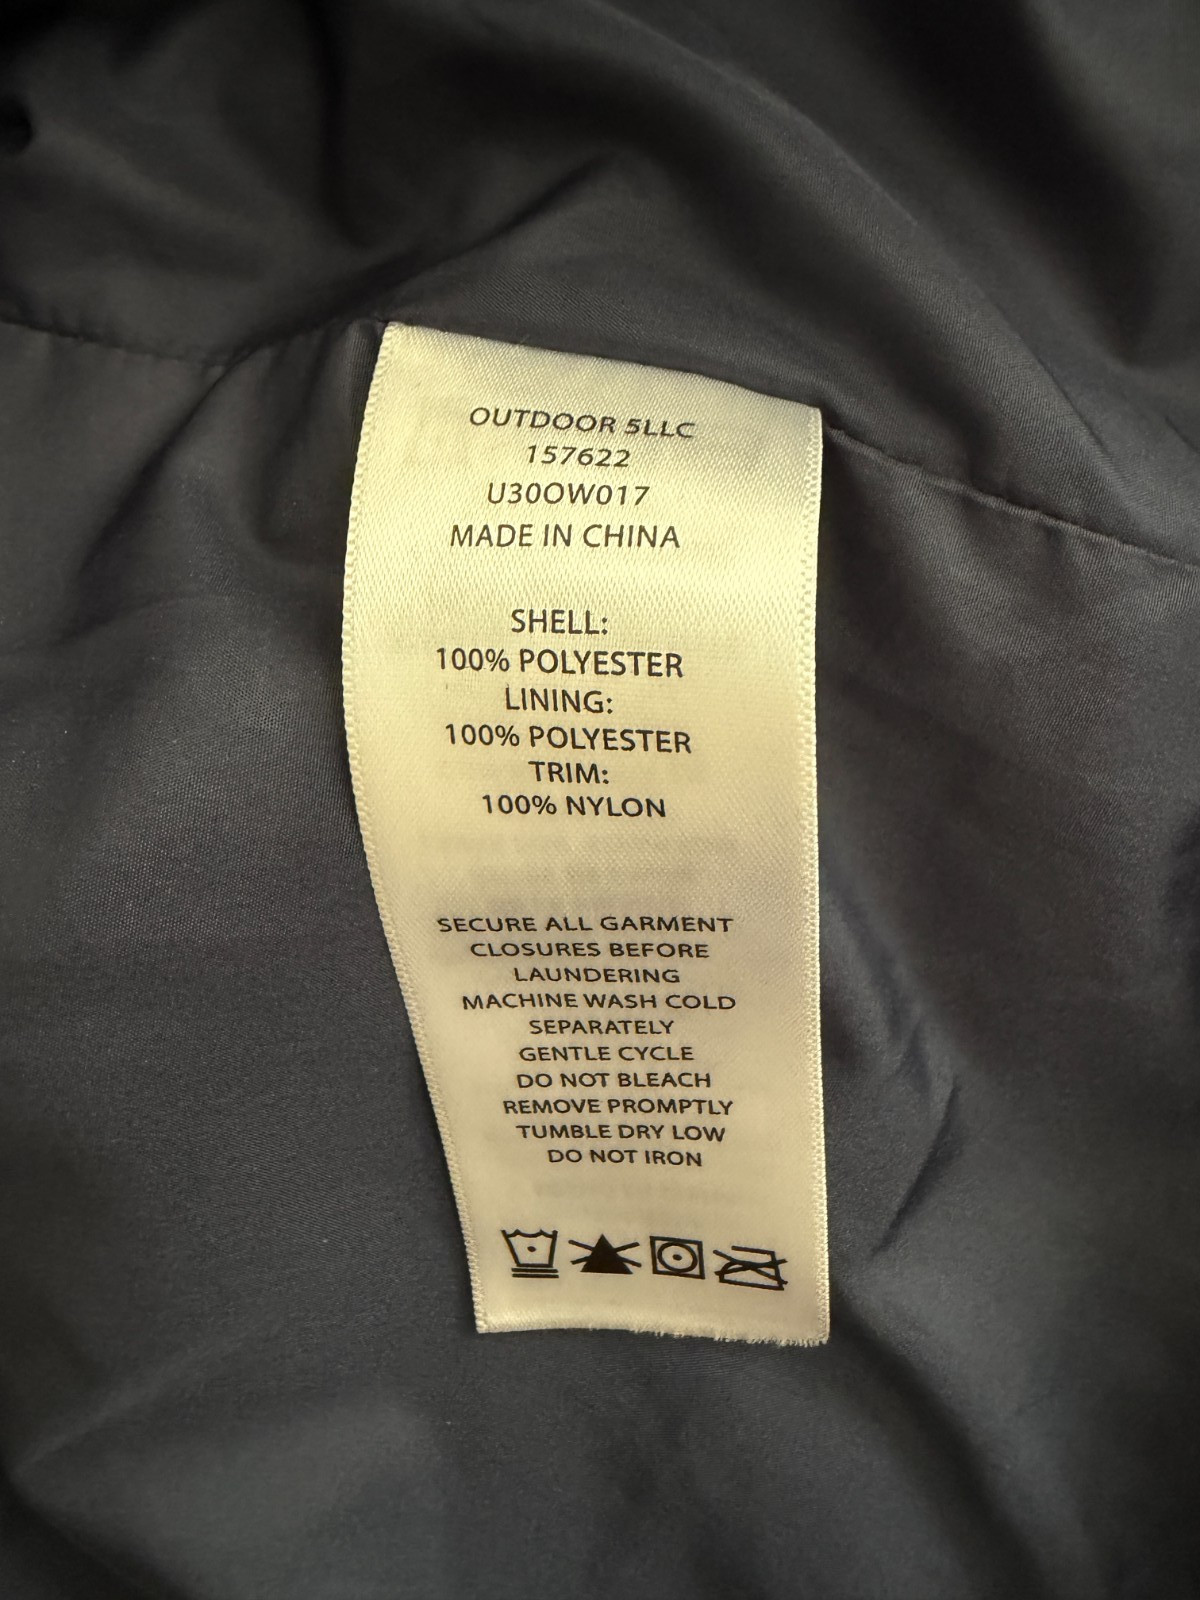 OUTDOOR 5LLC
157622
U30OW017
MADE IN CHINA
SHELL:
100% POLYESTER
LINING:
100% POLYESTER
TRIM:
100% NYLON
SECURE ALL GARMENT
CLOSURES BEFORE
LAUNDERING
MACHINE WASH COLD
SEPARATELY
GENTLE CYCLE
DO NOT BLEACH
REMOVE PROMPTLY
TUMBLE DRY LOW
DO NOT IRON